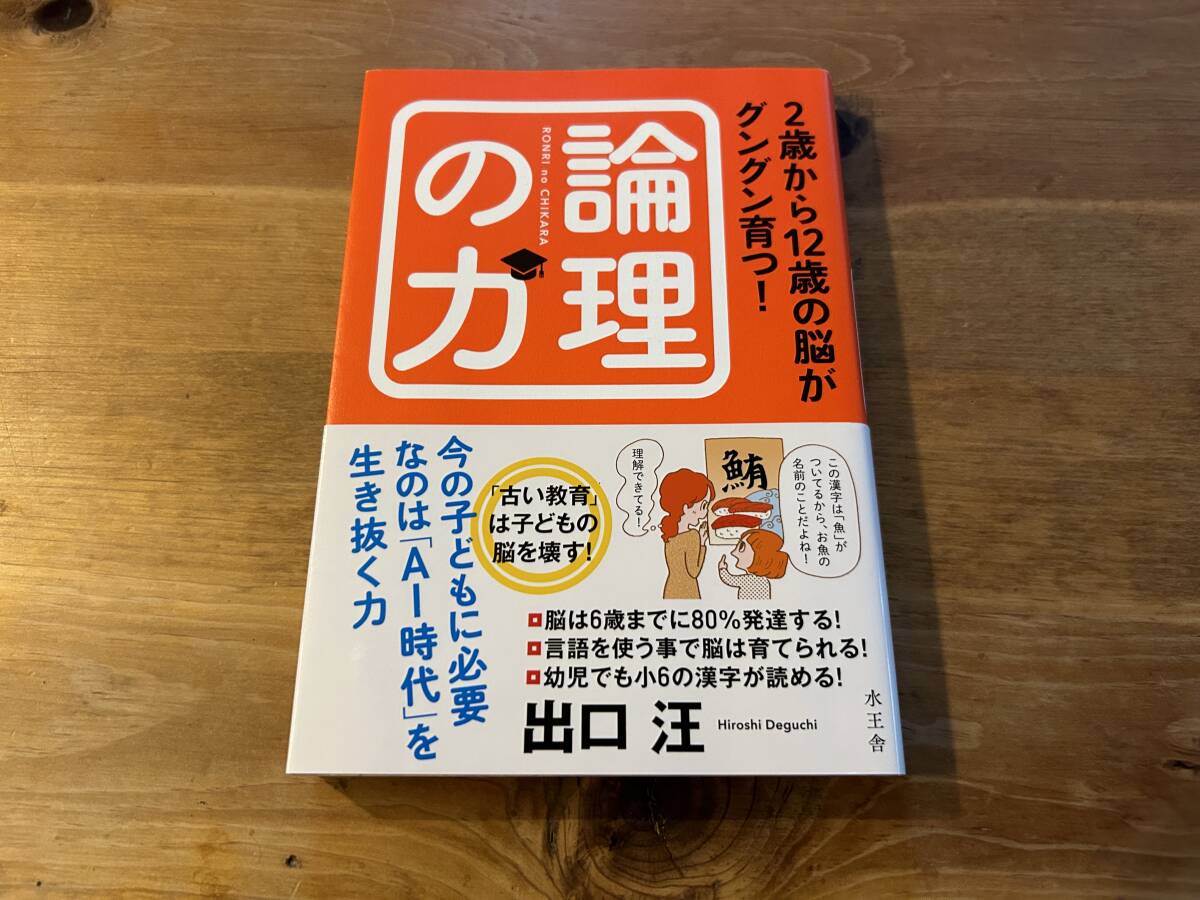 2歳から12歳の脳が
グングン育つ!
論理
の力
RONRI no CHIKARA
今の子どもに必要
なのは「AI時代」を
生き抜く力
「古い教育」
は子どもの
脳を壊す!
理解できてる!
鮪
この漢字は「魚」が
ついてるから、お魚の
名前のことだよね!
脳は6歳までに80%発達する!
言語を使う事で脳は育てられる!
幼児でも小6の漢字が読める!
出口 汪 Hiroshi Deguchi
水王舎